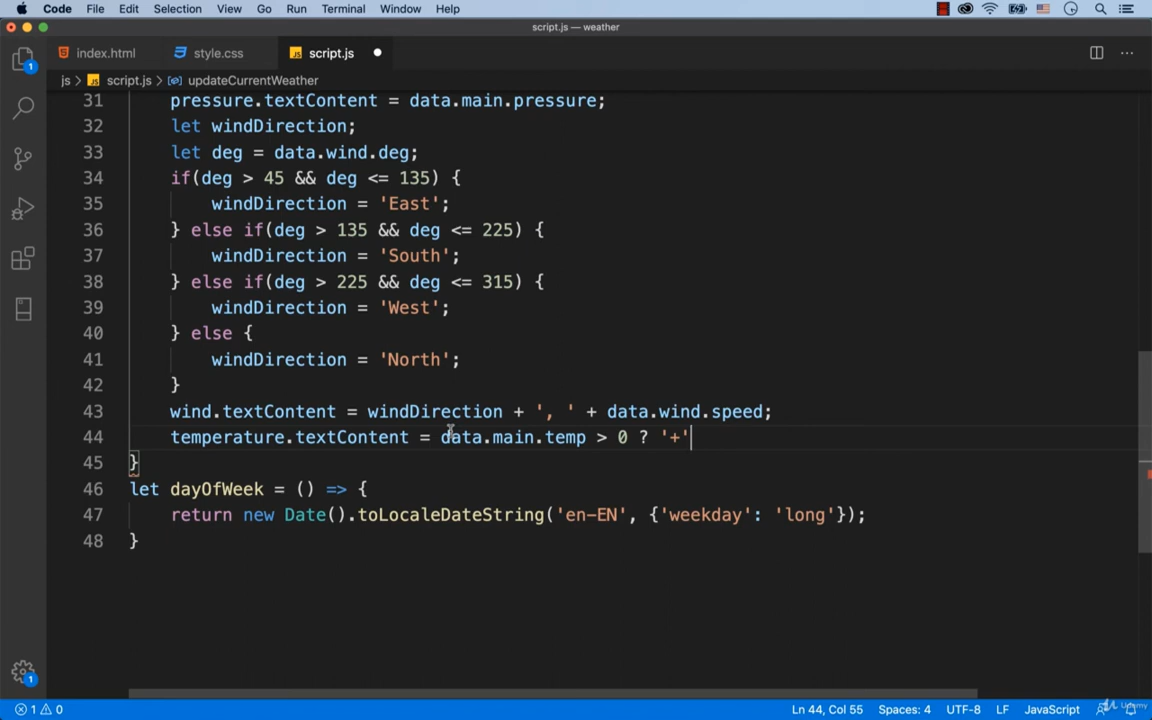 Code File Edit Selection View Go Run Terminal Window Help
script.js — weather
index.html style.css JS script.js
js > JS script.js > updateCurrentWeather
31 pressure.textContent = data.main.pressure;
32 let windDirection;
33 let deg = data.wind.deg;
34 if(deg > 45 && deg <= 135) {
35 windDirection = 'East';
36 } else if(deg > 135 && deg <= 225) {
37 windDirection = 'South';
38 } else if(deg > 225 && deg <= 315) {
39 windDirection = 'West';
40 } else {
41 windDirection = 'North';
42 }
43 wind.textContent = windDirection + ', ' + data.wind.speed;
44 temperature.textContent = data.main.temp > 0 ? '+'
45 }
46 let dayOfWeek = () => {
47 return new Date().toLocaleDateString('en-EN', {'weekday': 'long'});
48 }
1
1
1 0 Ln 44, Col 55 Spaces: 4 UTF-8 LF JavaScript
Udemy